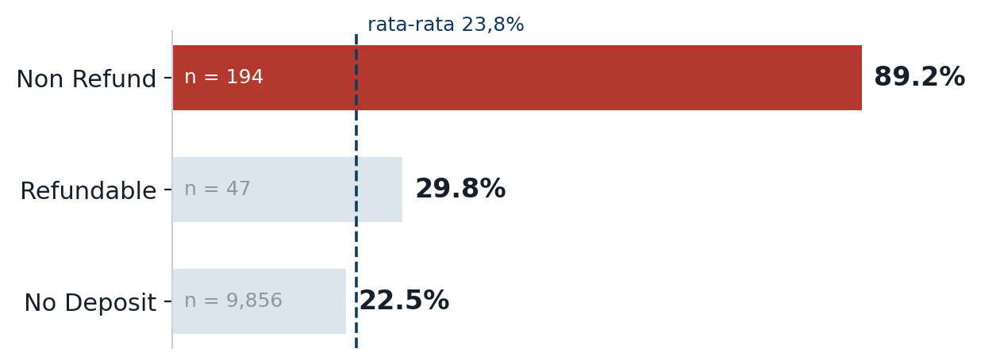 rata-rata 23,8%
Non Refund n = 194 89.2%
Refundable n = 47 29.8%
No Deposit n = 9,856 22.5%